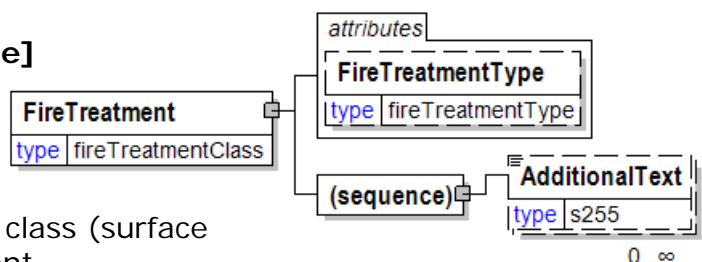 attributes
e]
FireTreatmentType
type fireTreatmentType
FireTreatment
type fireTreatmentClass
(sequence)
AdditionalText
type s255
class (surface
0..∞